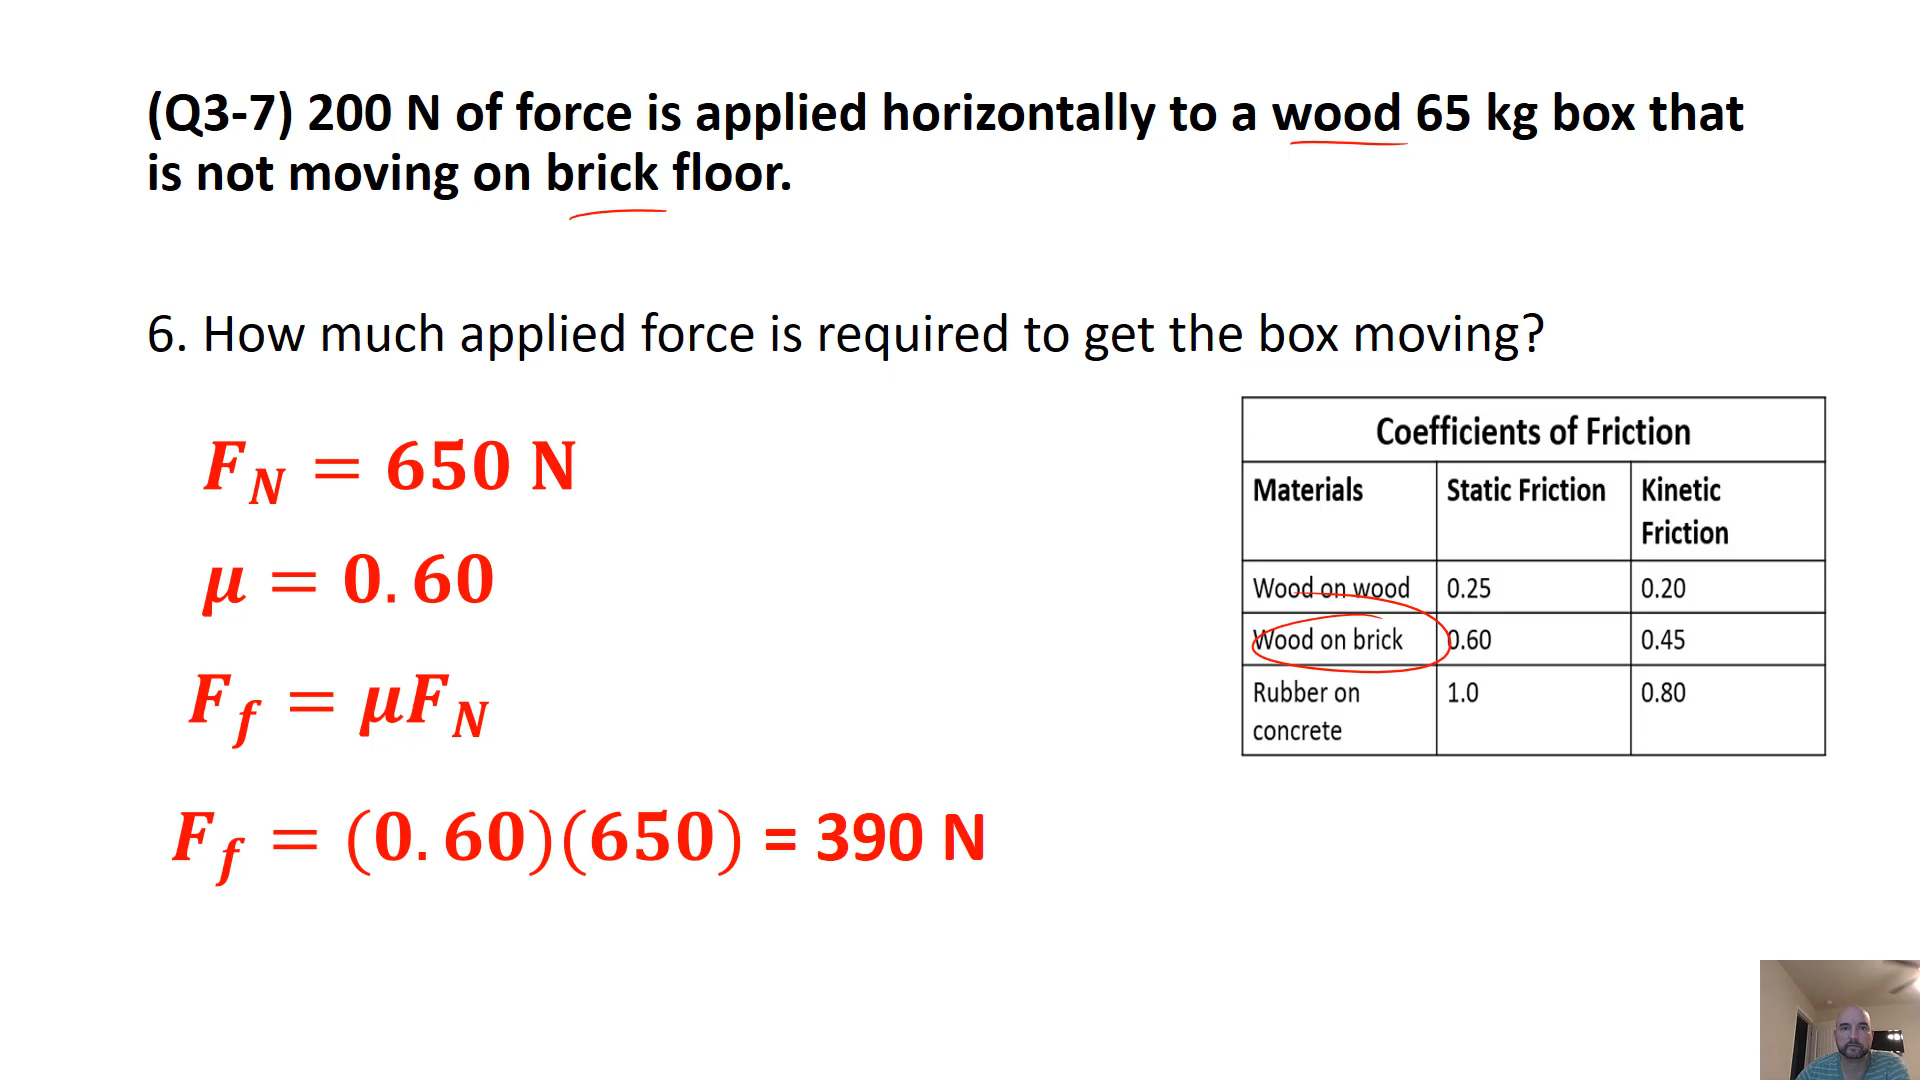 (Q3-7) 200 N of force is applied horizontally to a wood 65 kg box that
is not moving on brick floor.
6. How much applied force is required to get the box moving?
F_N = 650 N
μ = 0.60
F_f = μF_N
F_f = (0.60)(650) = 390 N
Coefficients of Friction
Materials Static Friction Kinetic Friction
Wood on wood 0.25 0.20
Wood on brick 0.60 0.45
Rubber on concrete 1.0 0.80